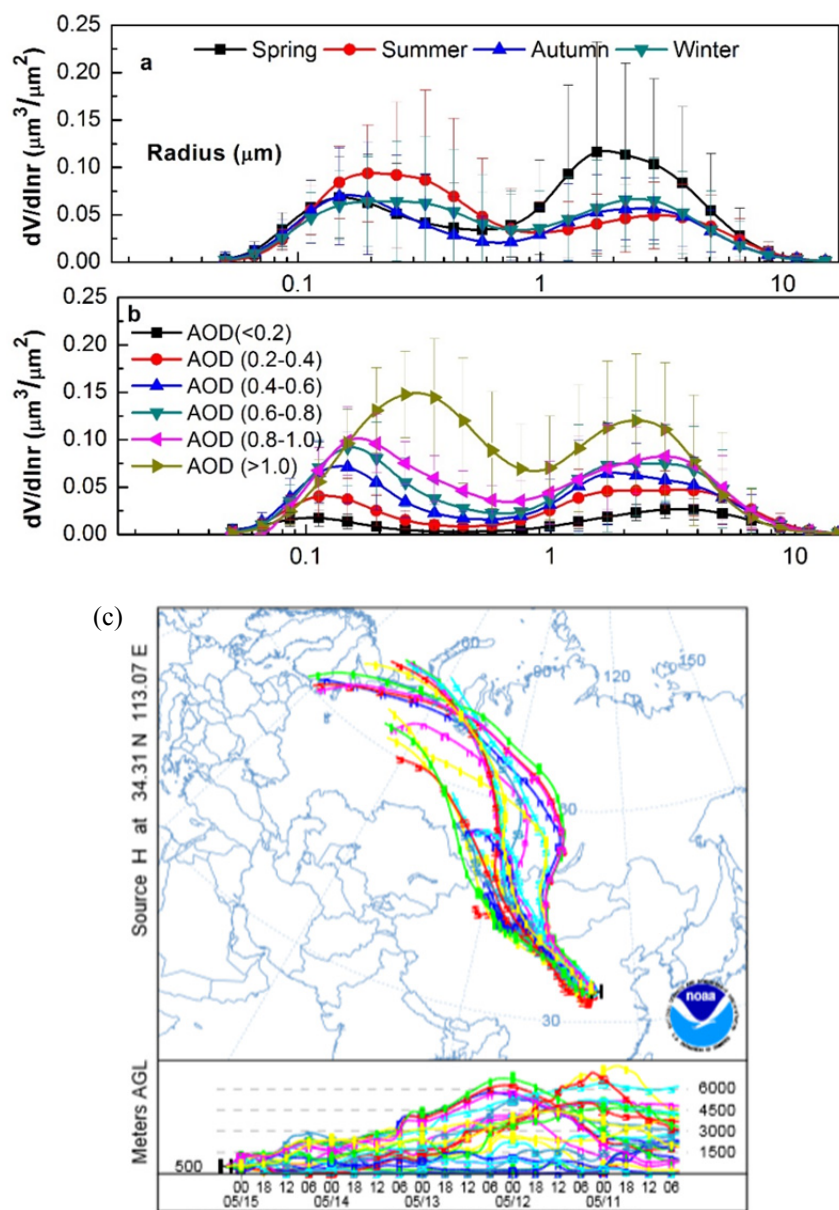 a
Spring Summer Autumn Winter
0.25
0.20
0.15
0.10
0.05
0.00
dV/dlnr (μm³/μm²)
Radius (μm)
0.1 1 10
b
AOD(<0.2)
AOD (0.2-0.4)
AOD (0.4-0.6)
AOD (0.6-0.8)
AOD (0.8-1.0)
AOD (>1.0)
0.25
0.20
0.15
0.10
0.05
0.00
dV/dlnr (μm³/μm²)
0.1 1 10
(c)
Source H at 34.31 N 113.07 E
60
90
120
150
30
noaa
Meters AGL
500
6000
4500
3000
1500
00 18 12 06 00 18 12 06 00 18 12 06 00 18 12 06 00 18 12 06
05/15 05/14 05/13 05/12 05/11